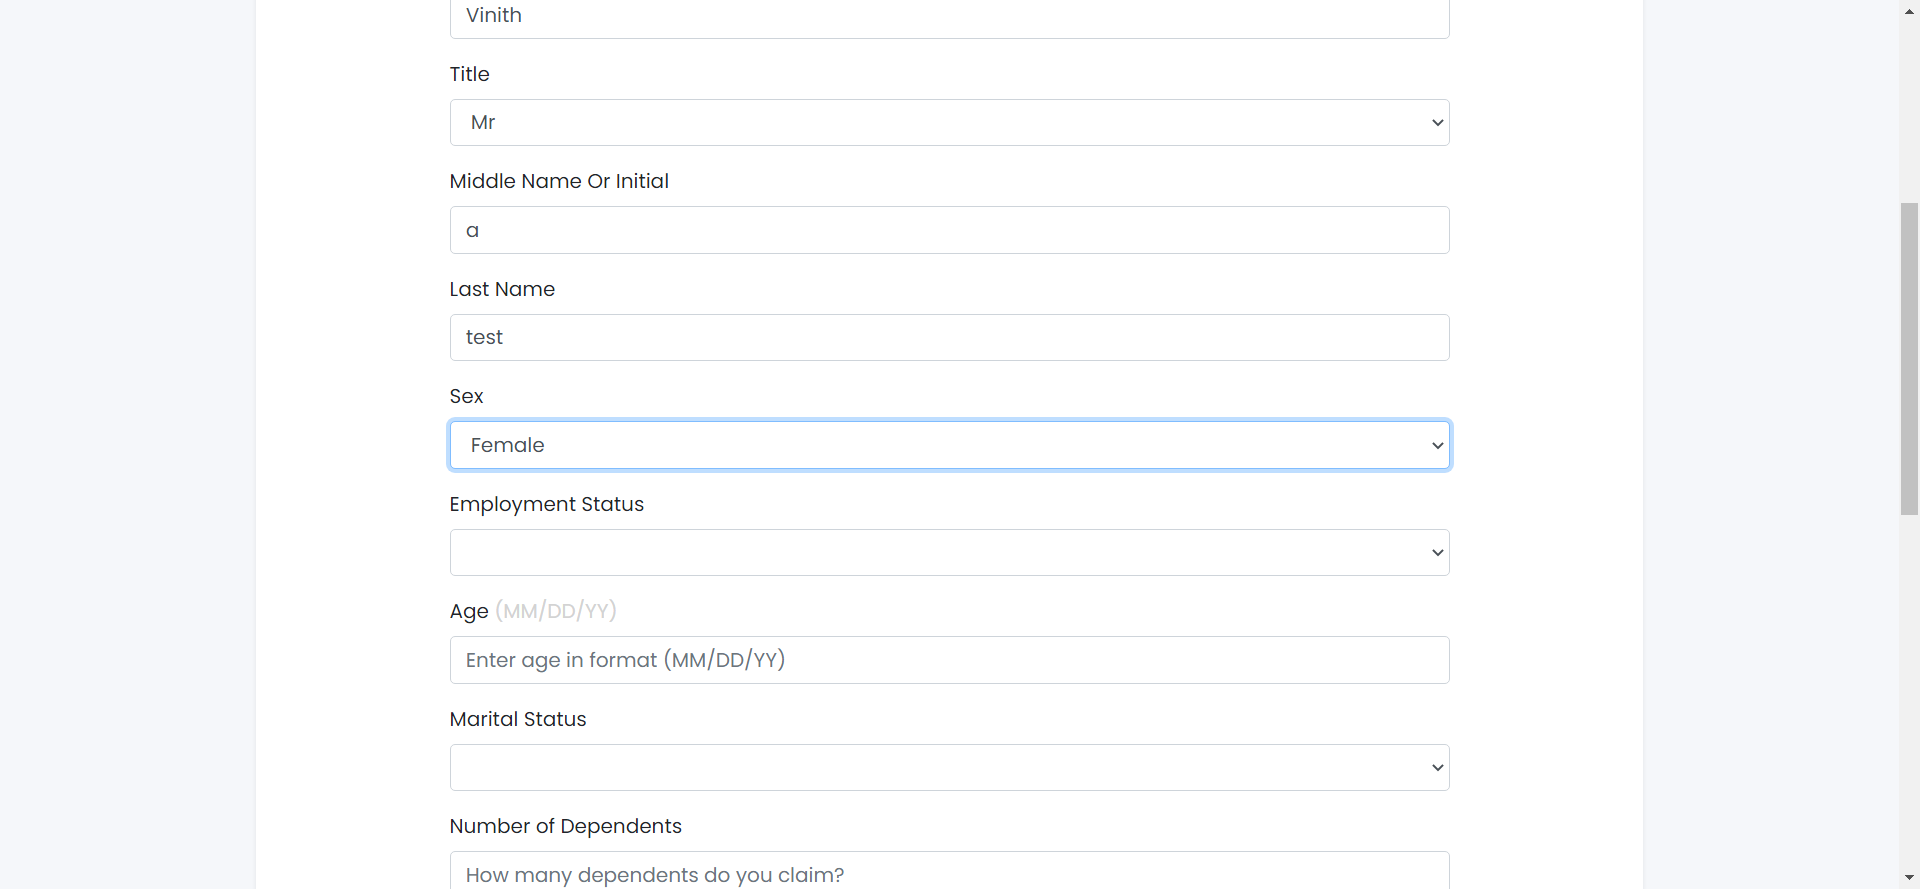 Vinith
Title
Mr
Middle Name Or Initial
a
Last Name
test
Sex
Female
Employment Status
Age (MM/DD/YY)
Enter age in format (MM/DD/YY)
Marital Status
Number of Dependents
How many dependents do you claim?